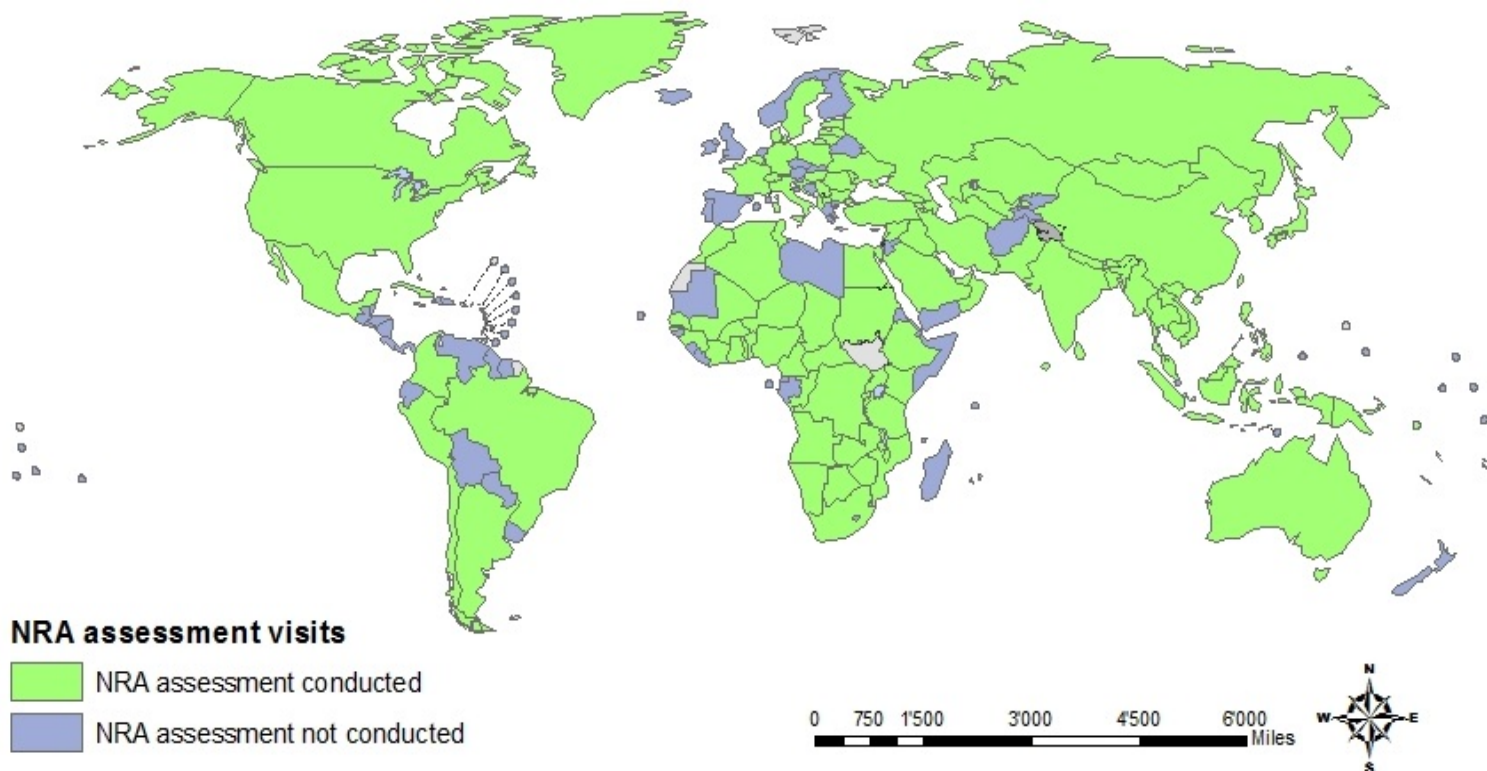 NRA assessment visits
NRA assessment conducted
NRA assessment not conducted
0 750 1'500 3'000 4'500 6'000
Miles
N
W E
S